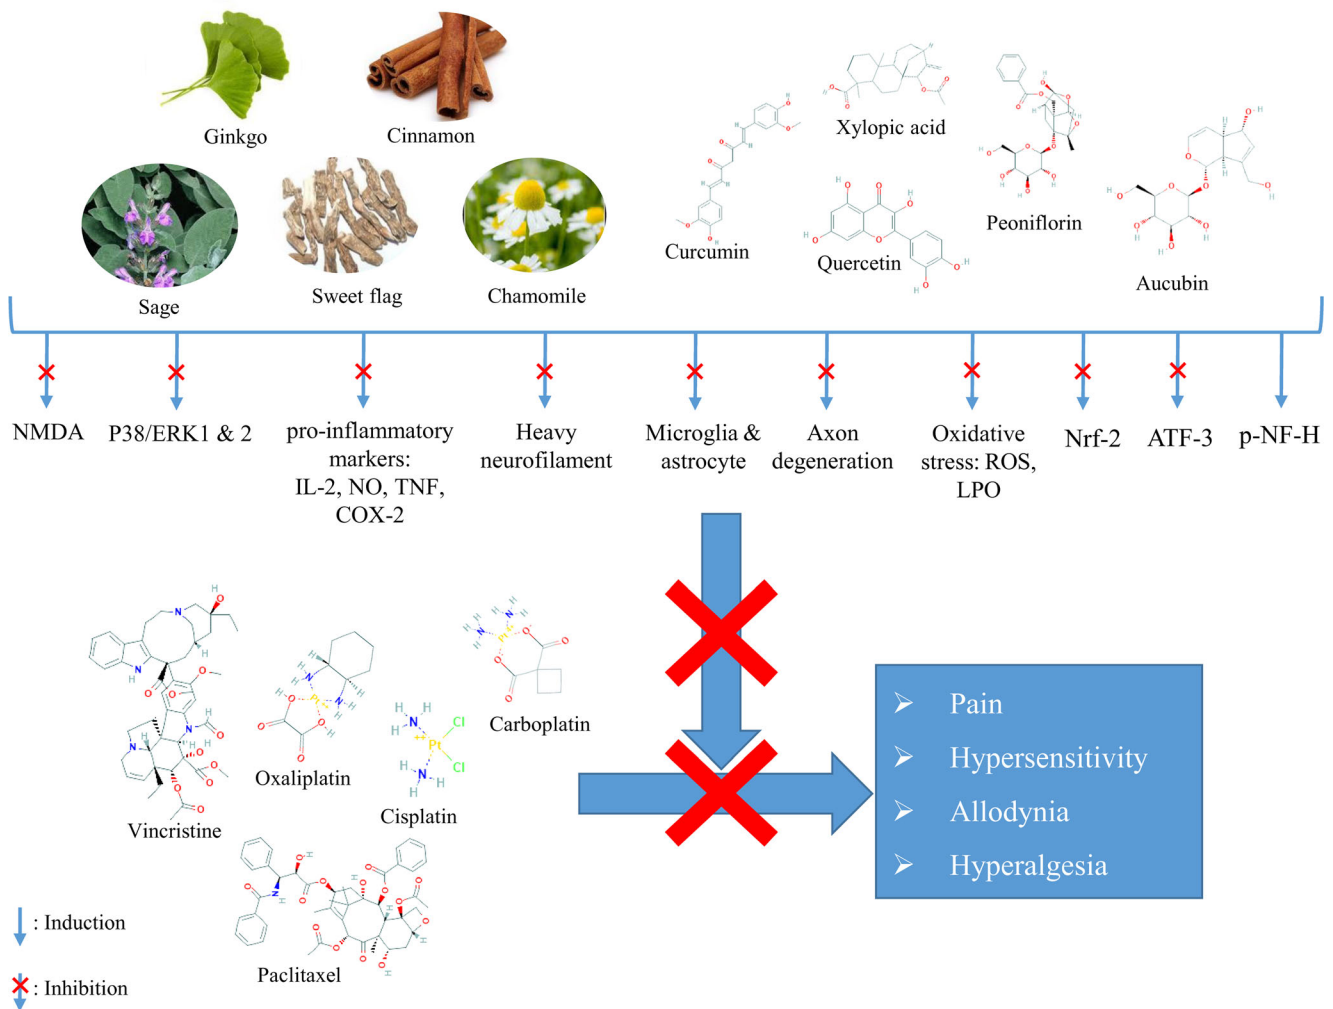 Ginkgo
Cinnamon
Sage
Sweet flag
Chamomile
Curcumin
Xylopic acid
Quercetin
Peoniflorin
Aucubin
NMDA
P38/ERK1 & 2
pro-inflammatory
markers:
IL-2, NO, TNF,
COX-2
Heavy
neurofilament
Microglia &
astrocyte
Axon
degeneration
Oxidative
stress: ROS,
LPO
Nrf-2
ATF-3
p-NF-H
Vincristine
Oxaliplatin
Cisplatin
Carboplatin
Paclitaxel
Pain
Hypersensitivity
Allodynia
Hyperalgesia
: Induction
: Inhibition